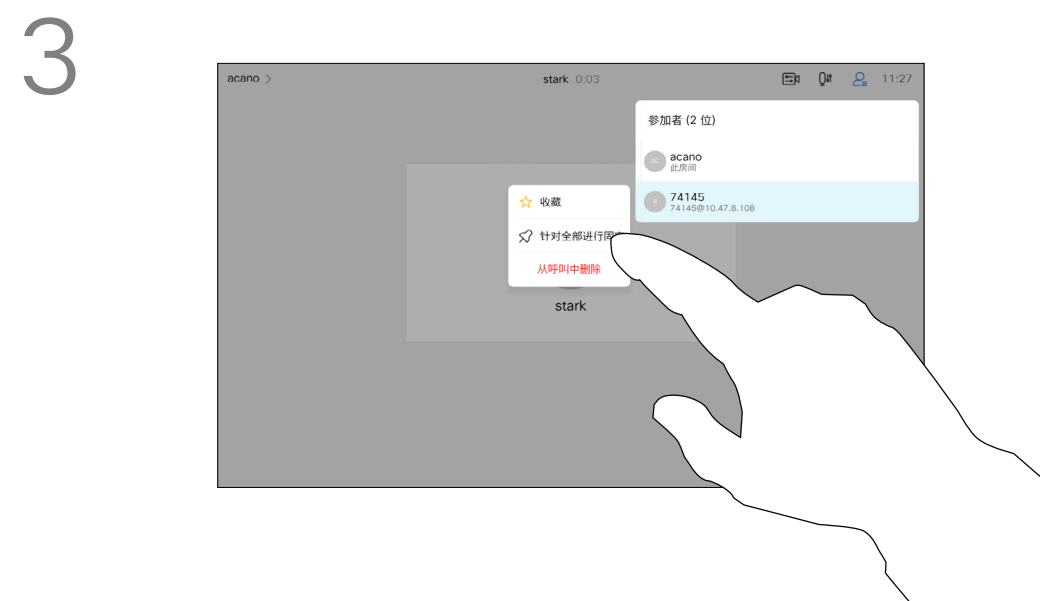 3
acano >
stark 0:03
11:27
参加者 (2 位)
AC
acano
此房间
74145
74145@10.47.8.108
收藏
针对全部进行固
从呼叫中删除
stark